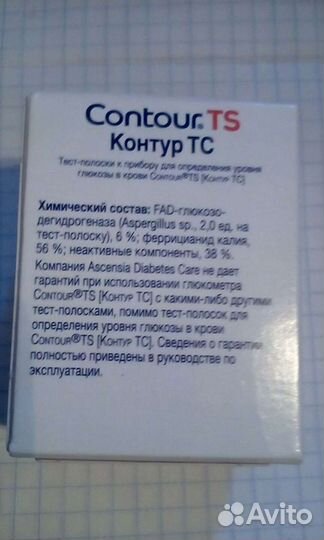 Contour® TS
Контур ТС
Тест-полоски к прибору для определения уровня
глюкозы в крови Contour®TS [Контур ТС]
Химический состав: FAD-глюкозо-
дегидрогеназа (Aspergillus sp., 2,0 ед. на
тест-полоску), 6 %; феррицианид калия,
56 %; неактивные компоненты, 38 %.
Компания Ascensia Diabetes Care не дает
гарантий при использовании глюкометра
Contour®TS [Контур ТС] с какими-либо другими
тест-полосками, помимо тест-полосок для
определения уровня глюкозы в крови
Contour®TS [Контур ТС]. Сведения о гарантии
полностью приведены в руководстве по
эксплуатации.
Avito